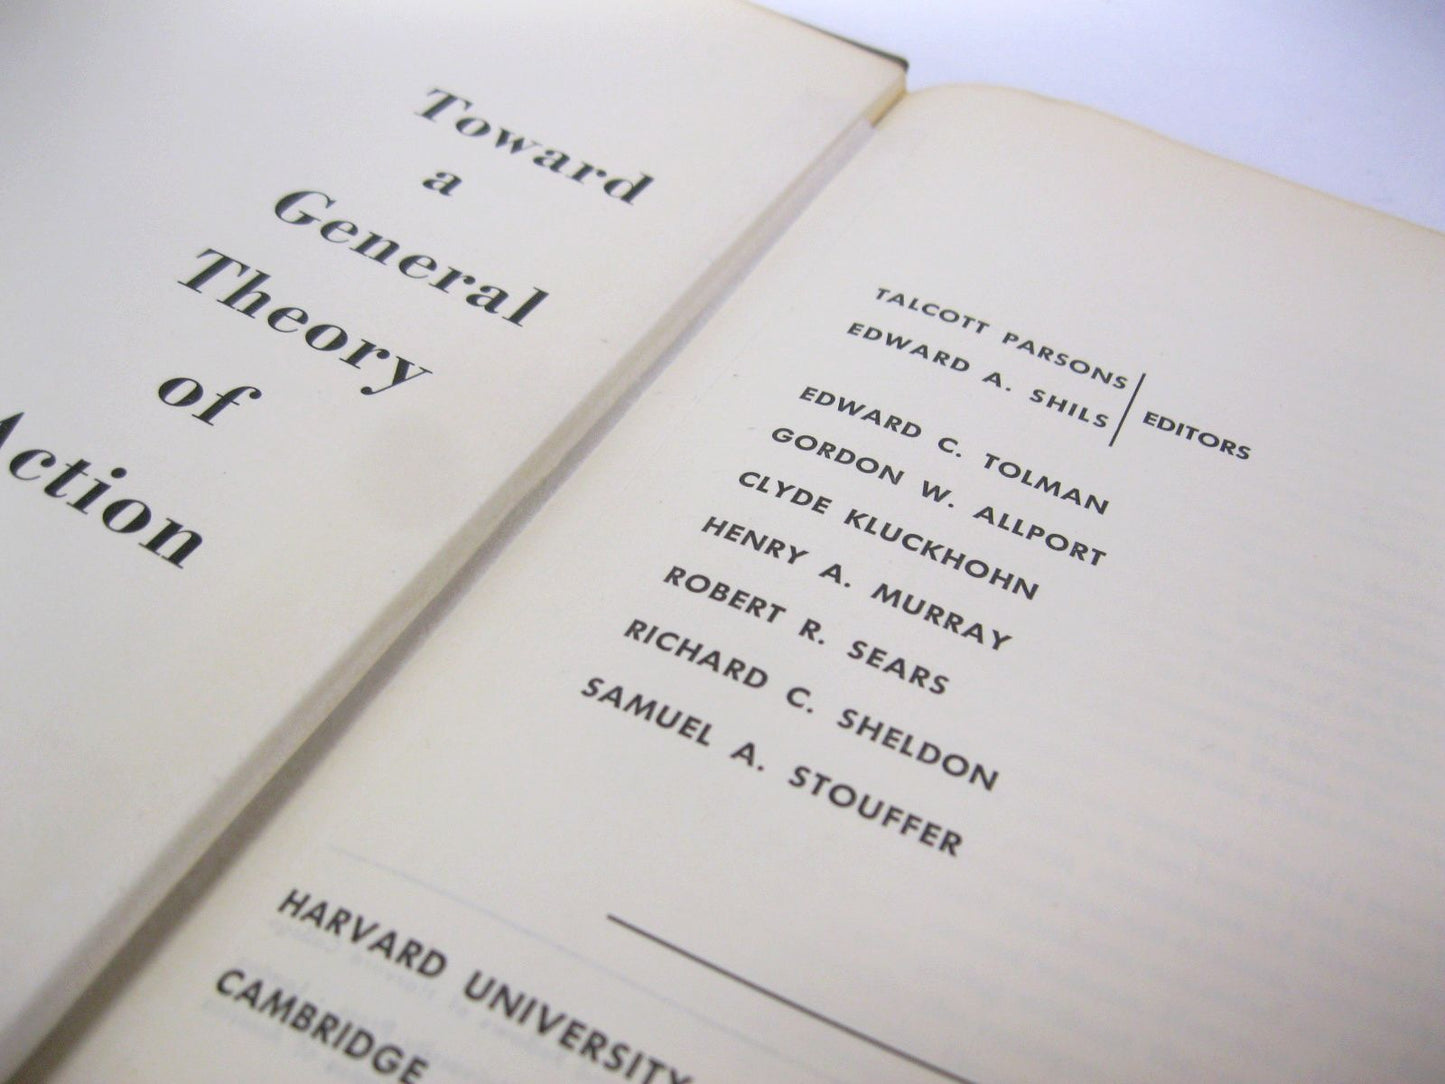 Toward
a
General
Theory
of
Action
TALCOTT PARSONS
EDWARD A. SHILS
EDITORS
EDWARD C. TOLMAN
GORDON W. ALLPORT
CLYDE KLUCKHOHN
HENRY A. MURRAY
ROBERT R. SEARS
RICHARD C. SHELDON
SAMUEL A. STOUFFER
HARVARD UNIVERSITY
CAMBRIDGE